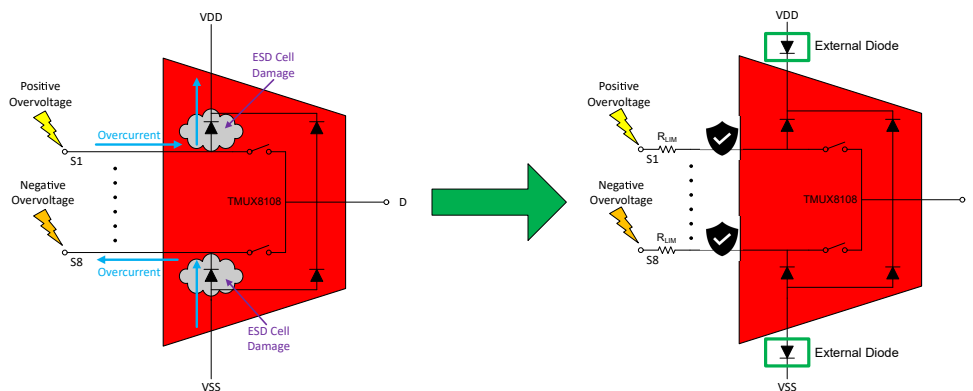 VDD
ESD Cell
Damage
Positive
Overvoltage
Overcurrent
S1
Negative
Overvoltage
TMUX8108
D
S8
Overcurrent
ESD Cell
Damage
VSS
VDD
External Diode
Positive
Overvoltage
RLIM
S1
Negative
Overvoltage
TMUX8108
RLIM
S8
External Diode
VSS